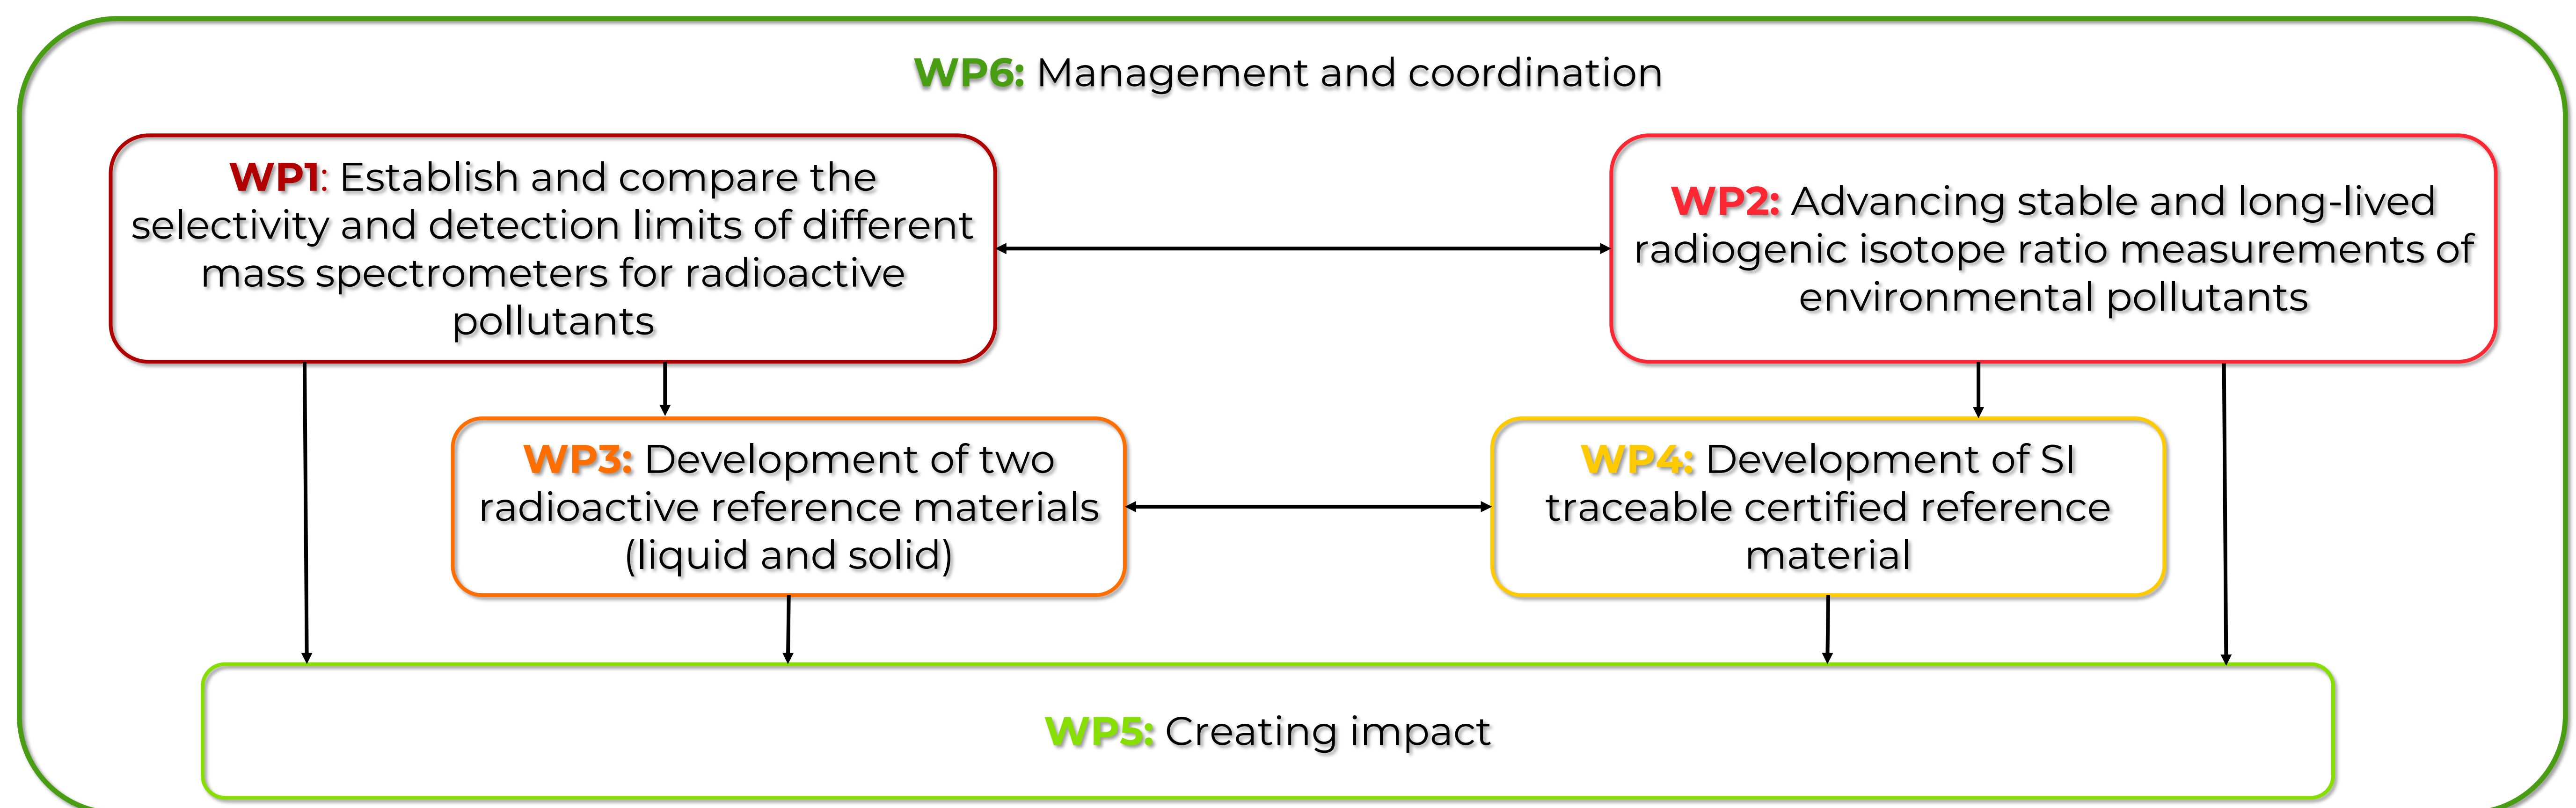 WP6: Management and coordination
WP1: Establish and compare the
selectivity and detection limits of different
mass spectrometers for radioactive
pollutants
WP2: Advancing stable and long-lived
radiogenic isotope ratio measurements of
environmental pollutants
WP3: Development of two
radioactive reference materials
(liquid and solid)
WP4: Development of SI
traceable certified reference
material
WP5: Creating impact